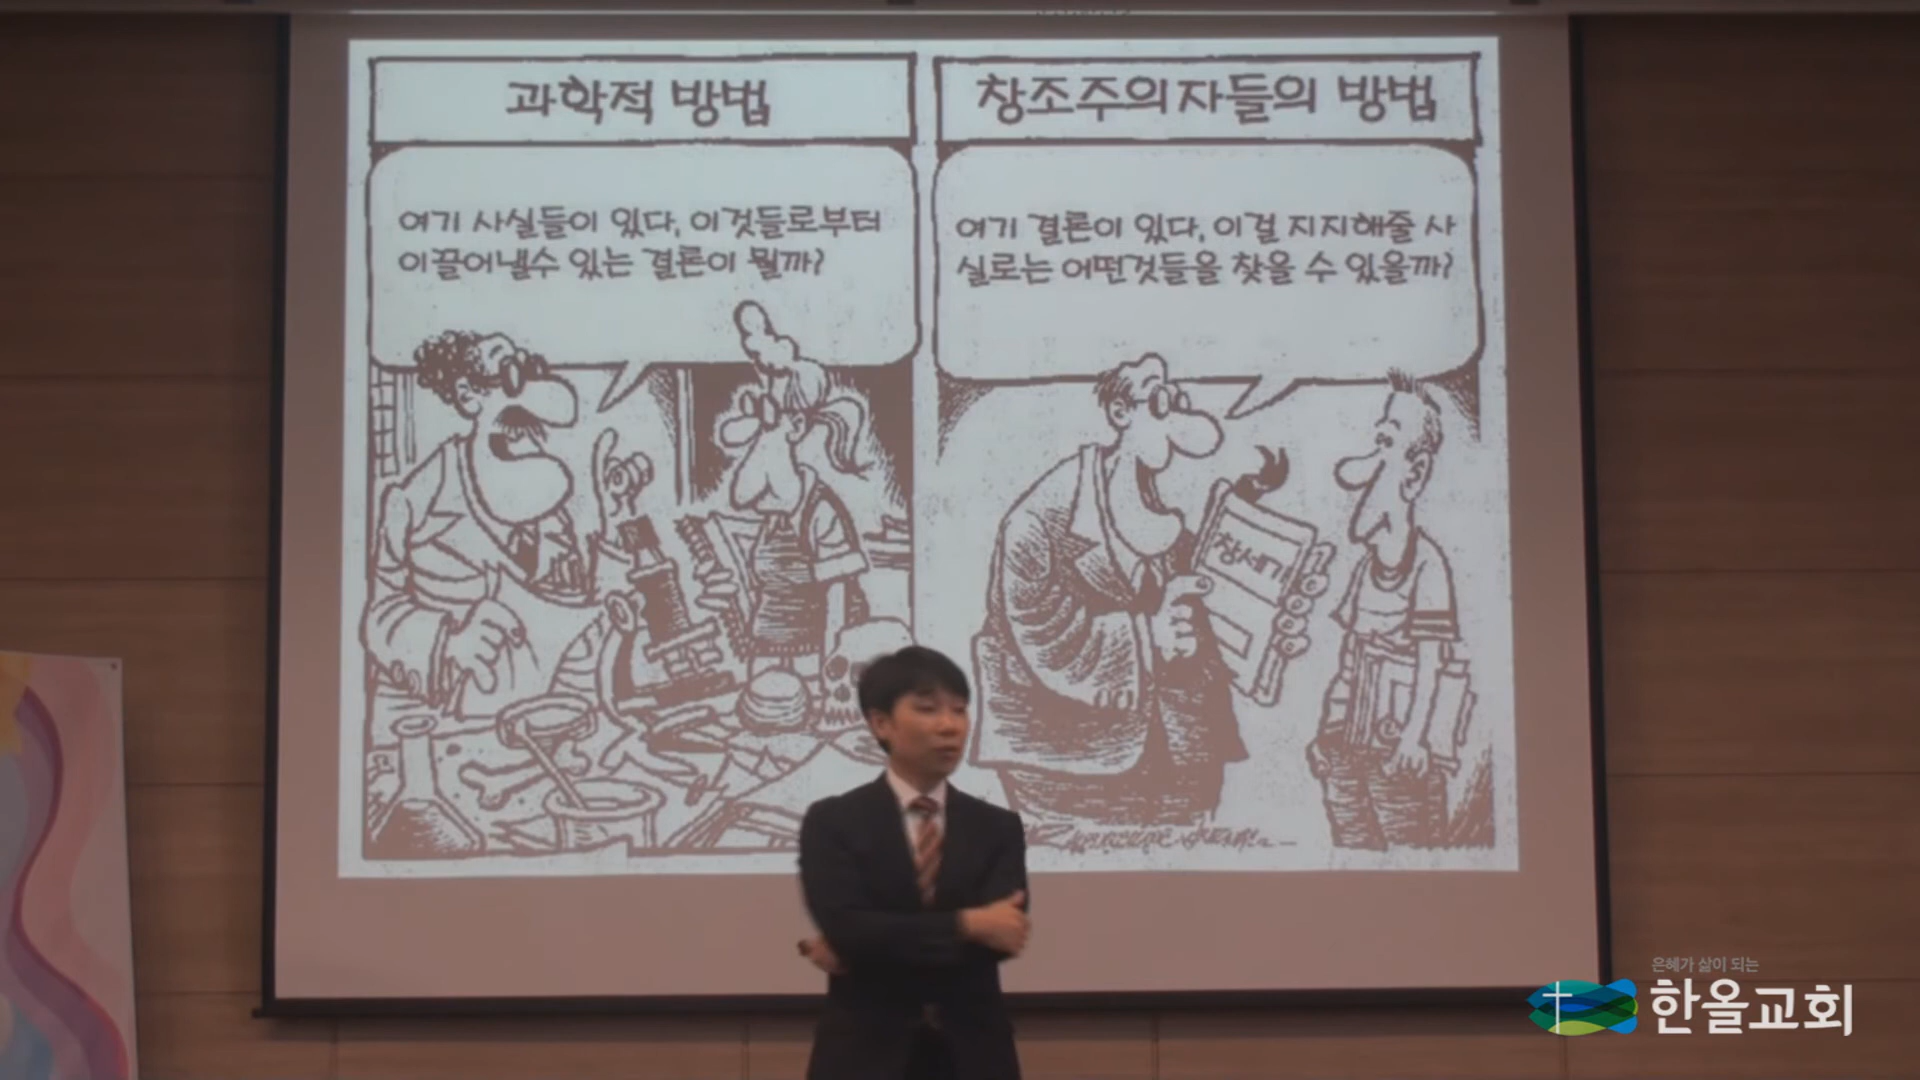 과학적 방법
여기 사실들이 있다, 이것들로부터
이끌어낼수 있는 결론이 뭘까?
창조주의자들의 방법
여기 결론이 있다, 이걸 지지해줄 사
실로는 어떤것들을 찾을 수 있을까?
창세기
은혜가 삶이 되는
한올교회